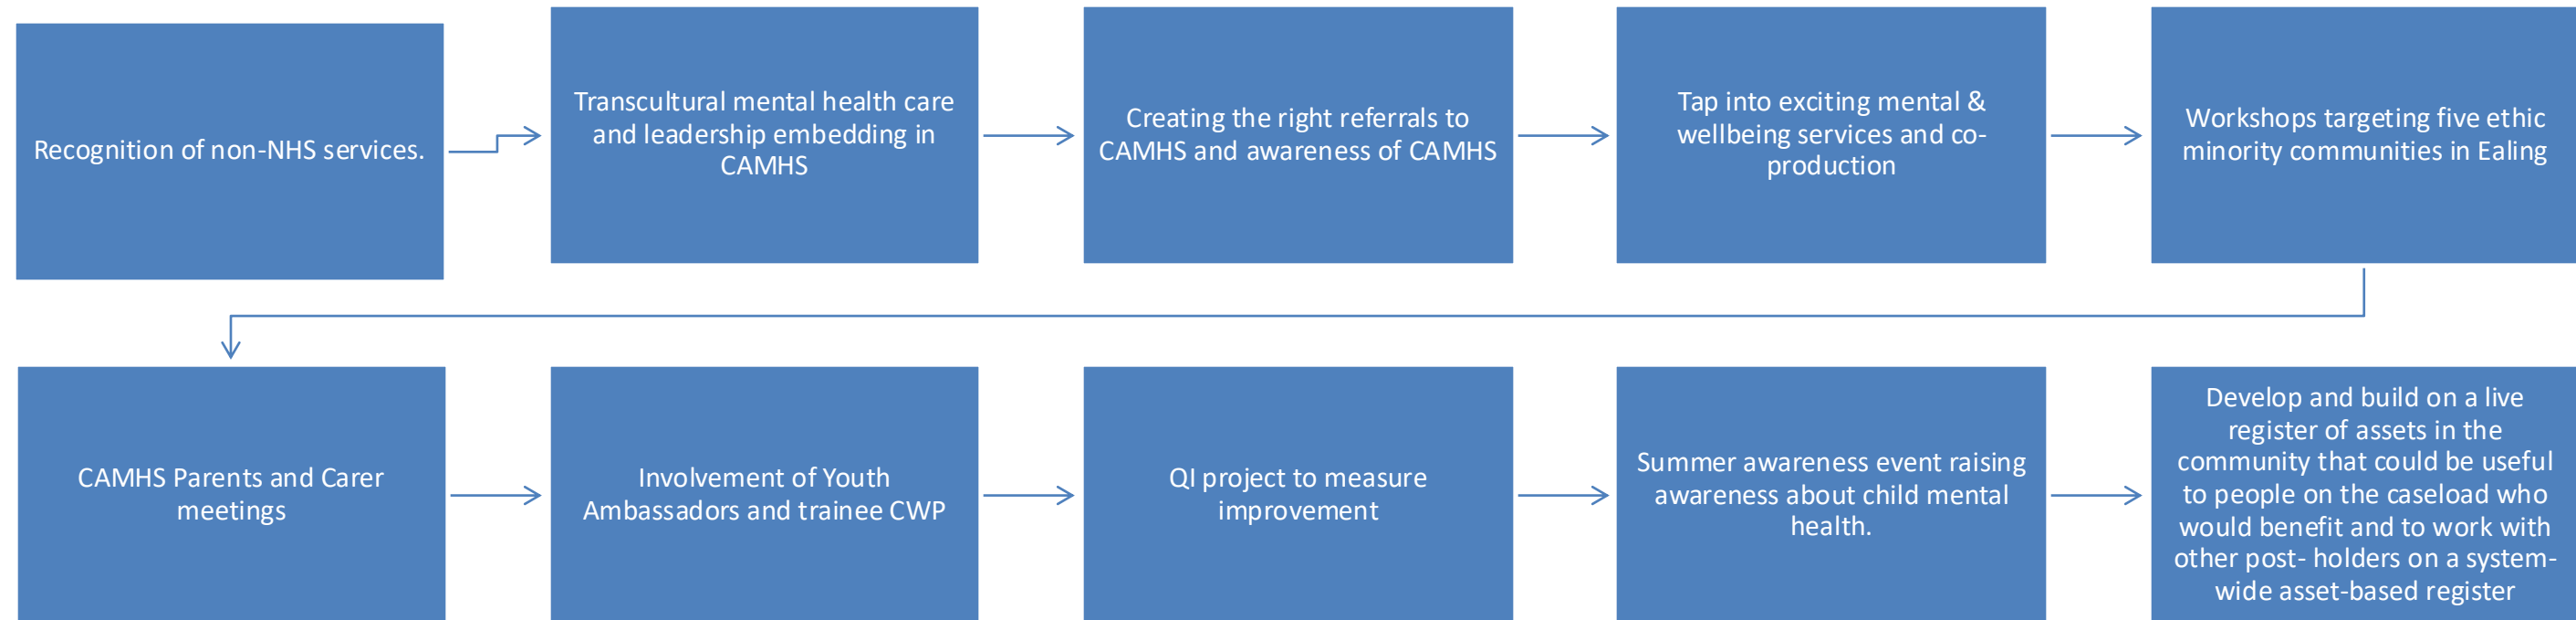 Recognition of non-NHS services.
Transcultural mental health care
and leadership embedding in
CAMHS
Creating the right referrals to
CAMHS and awareness of CAMHS
Tap into exciting mental &
wellbeing services and co-
production
Workshops targeting five ethic
minority communities in Ealing
CAMHS Parents and Carer
meetings
Involvement of Youth
Ambassadors and trainee CWP
QI project to measure
improvement
Summer awareness event raising
awareness about child mental
health.
Develop and build on a live
register of assets in the
community that could be useful
to people on the caseload who
would benefit and to work with
other post- holders on a system-
wide asset-based register